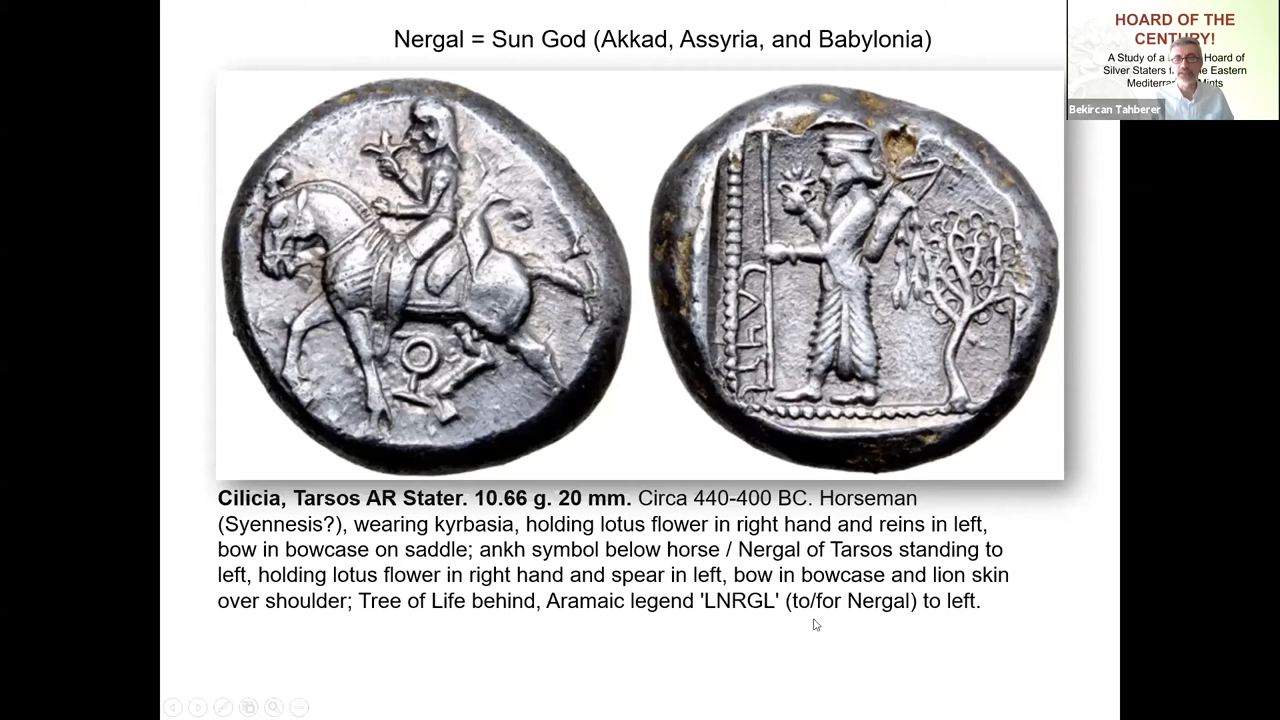 Nergal = Sun God (Akkad, Assyria, and Babylonia)
HOARD OF THE
CENTURY!
A Study of a Hoard of
Silver Staters Eastern
Mints
Bekircan Tahberer
Cilicia, Tarsos AR Stater. 10.66 g. 20 mm. Circa 440-400 BC. Horseman
(Syennesis?), wearing kyrbasia, holding lotus flower in right hand and reins in left,
bow in bowcase on saddle; ankh symbol below horse / Nergal of Tarsos standing to
left, holding lotus flower in right hand and spear in left, bow in bowcase and lion skin
over shoulder; Tree of Life behind, Aramaic legend 'LNRGL' (to/for Nergal) to left.